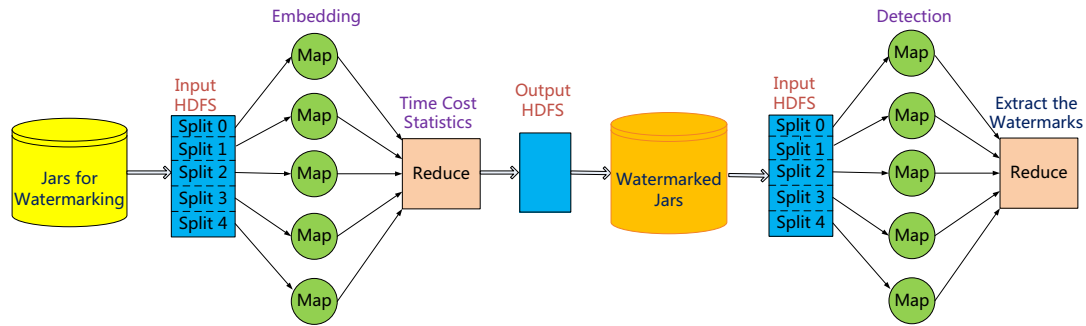 Embedding
Jars for
Watermarking
Input
HDFS
Split 0
Split 1
Split 2
Split 3
Split 4
Map
Map
Map
Map
Map
Time Cost
Statistics
Reduce
Output
HDFS
Watermarked
Jars
Detection
Input
HDFS
Split 0
Split 1
Split 2
Split 3
Split 4
Map
Map
Map
Map
Map
Extract the
Watermarks
Reduce